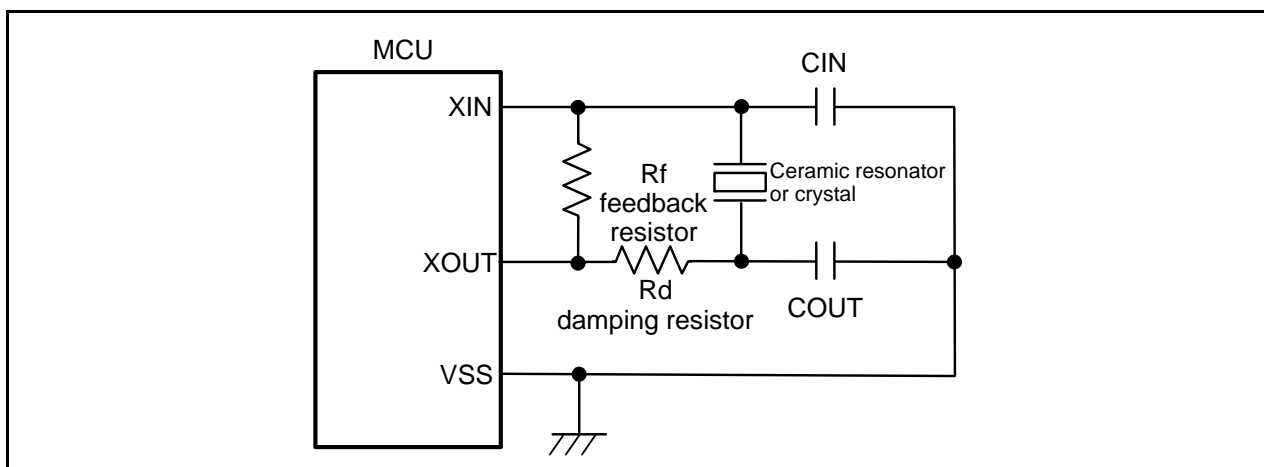 MCU
CIN
XIN
Rf
feedback
resistor
Ceramic resonator
or crystal
XOUT
Rd
damping resistor
COUT
VSS